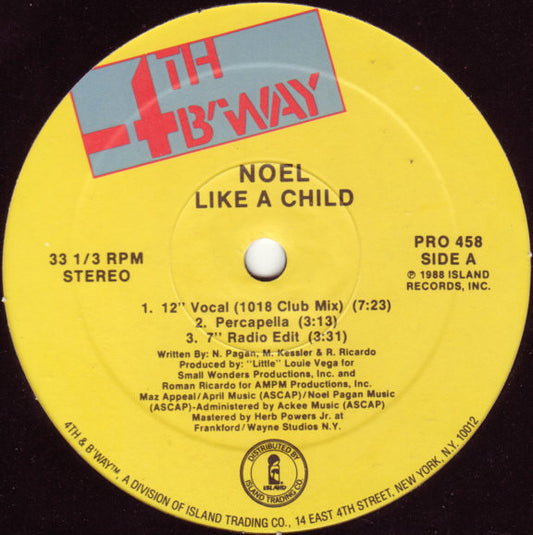 4TH
B'WAY
NOEL
LIKE A CHILD
33 1/3 RPM
STEREO
PRO 458
SIDE A
℗ 1988 ISLAND
RECORDS, INC.
1. 12" Vocal (1018 Club Mix) (7:23)
2. Percapella (3:13)
3. 7" Radio Edit (3:31)
Written By: N. Pagan, M. Kessler & R. Ricardo
Produced by: "Little" Louie Vega for
Small Wonders Productions, Inc. and
Roman Ricardo for AMPM Productions, Inc.
Maz Appeal/April Music (ASCAP)/Noel Pagan Music
(ASCAP)-Administered by Ackee Music (ASCAP)
Mastered by Herb Powers Jr. at
Frankford/Wayne Studios N.Y.
DISTRIBUTED BY
ISLAND
ISLAND TRADING CO.
4TH & B'WAY™. A DIVISION OF ISLAND TRADING CO., 14 EAST 4TH STREET, NEW YORK, N.Y. 10012